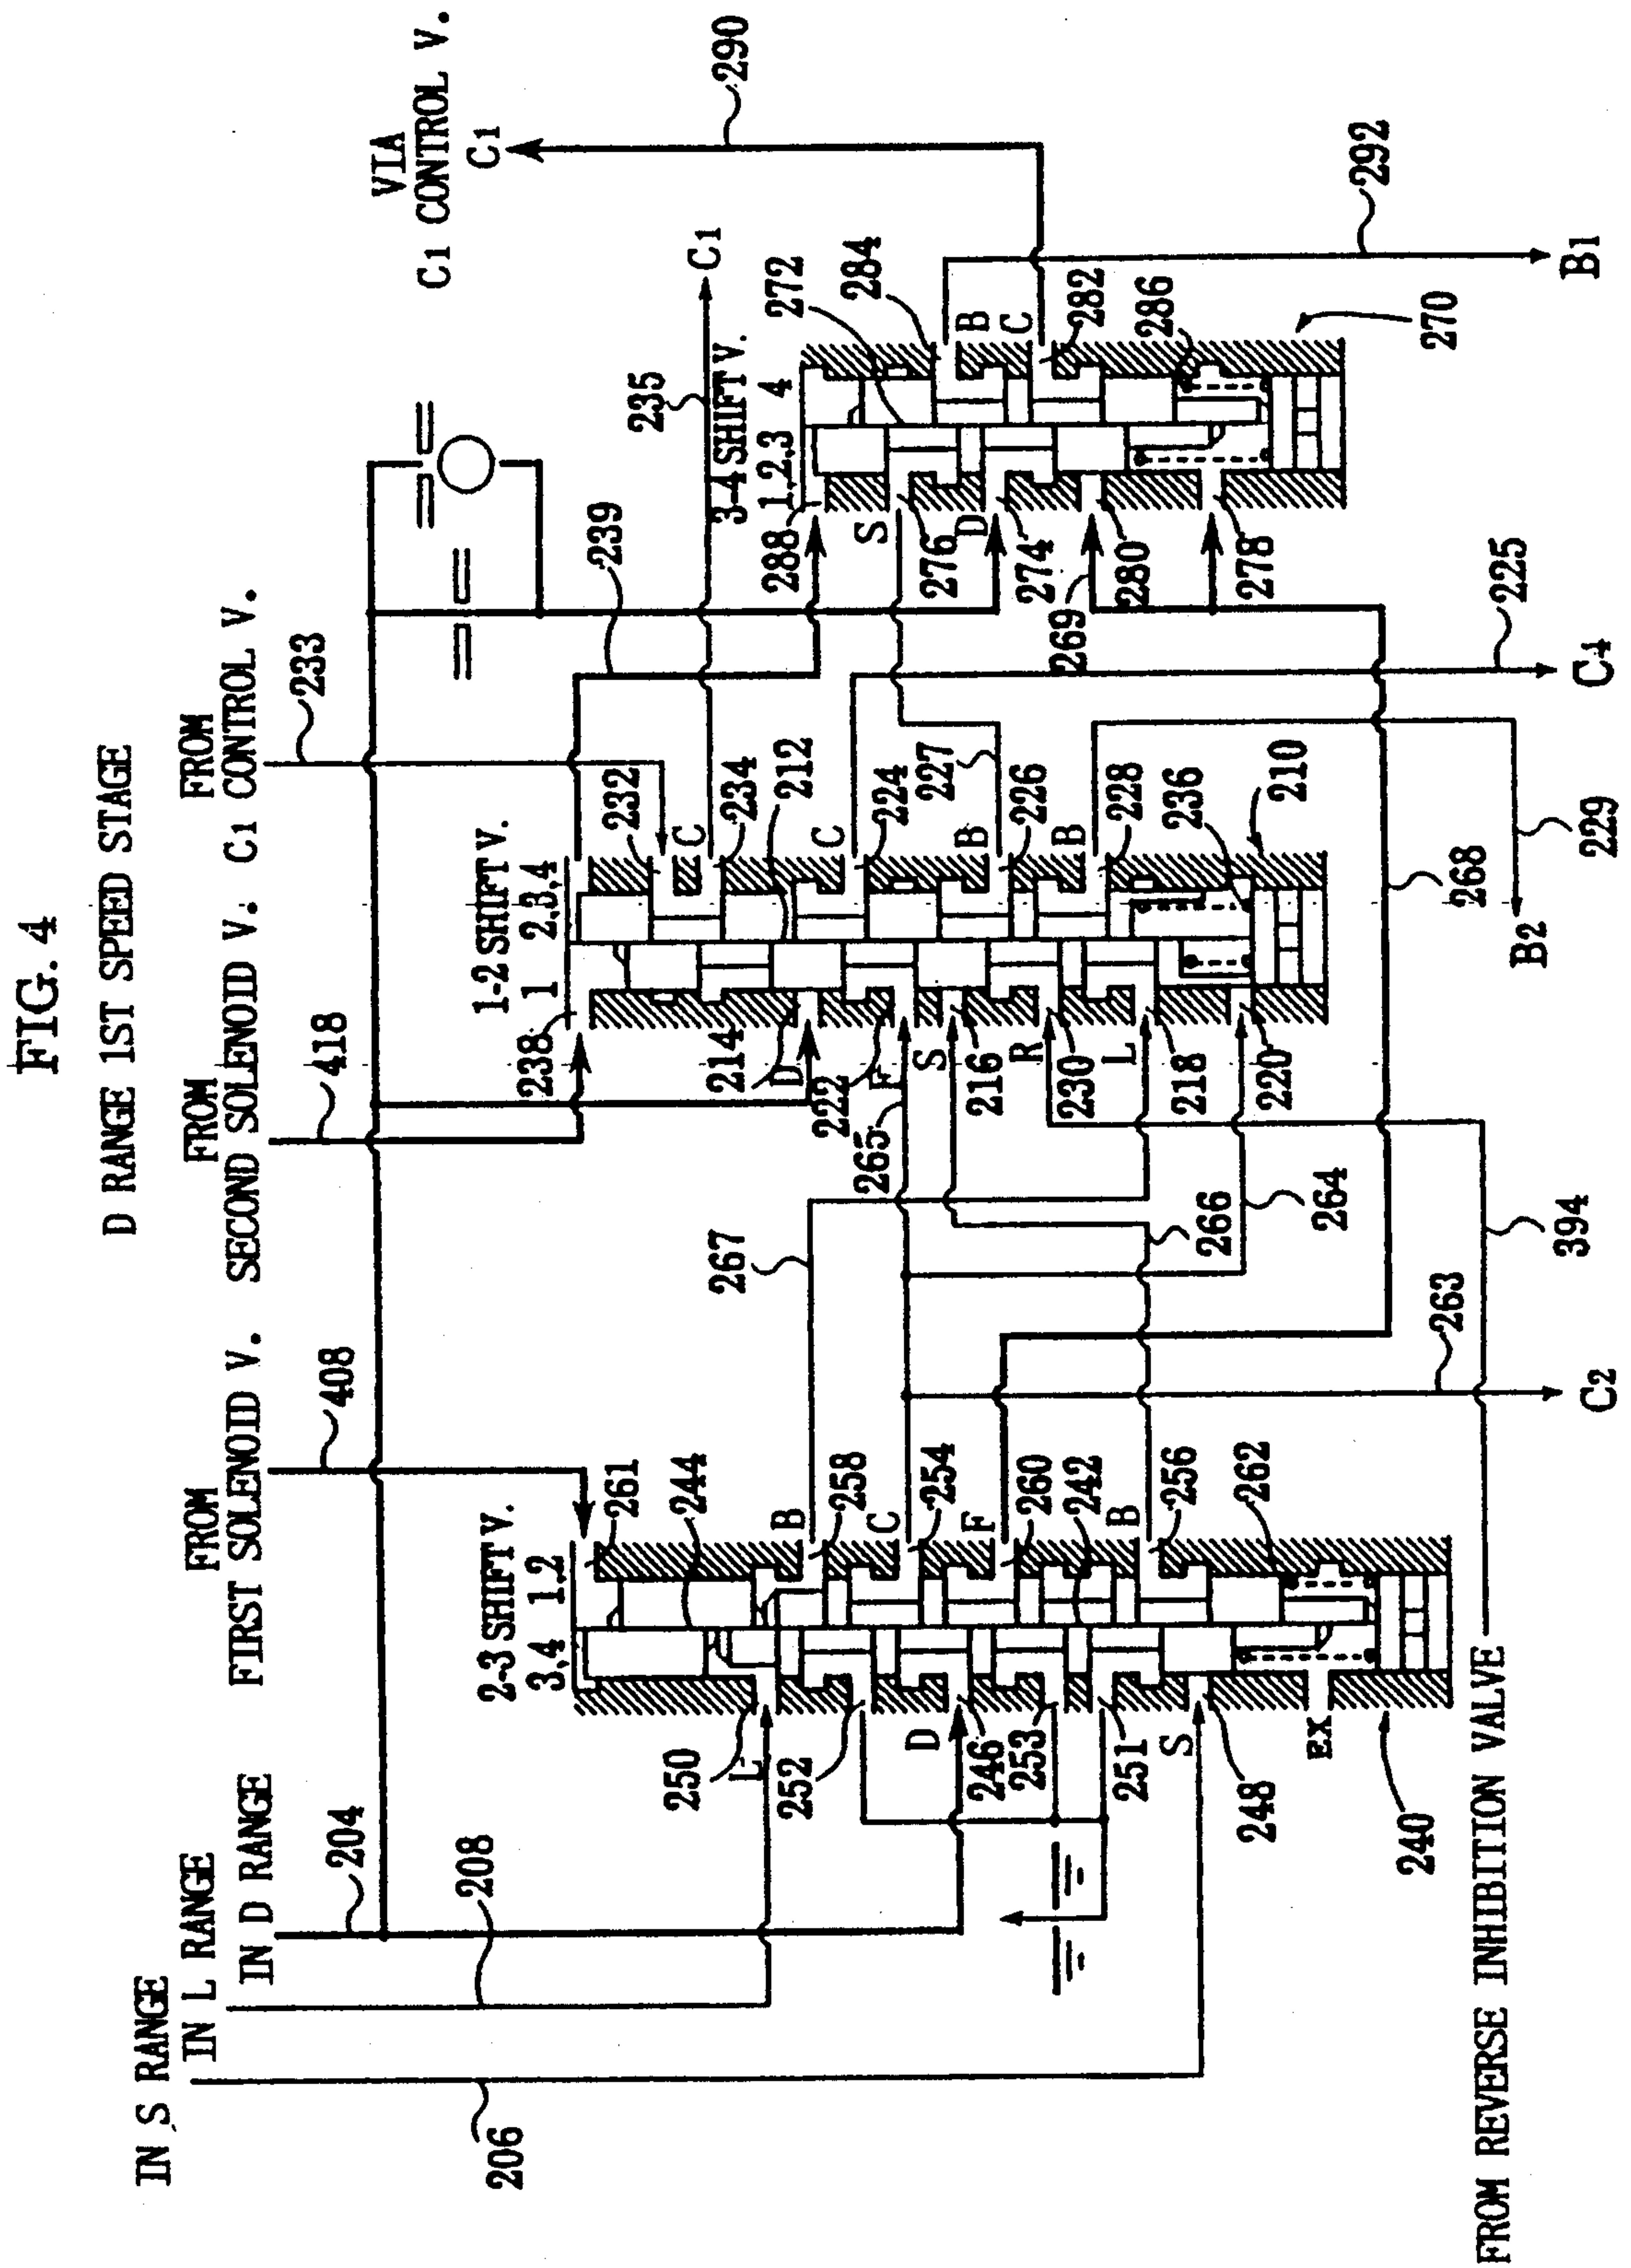 FIG. 4
D RANGE 1ST SPEED STAGE
IN S RANGE
IN L RANGE
IN D RANGE
FROM
FIRST SOLENOID V.
FROM
SECOND SOLENOID V.
FROM
C1 CONTROL V.
VIA
C1 CONTROL V.
C1
206
208
204
408
418
233
239
235
C1
290
2-3 SHIFT V.
3,4 1,2
261
244
250
L
252
D
246
253
251
S
248
EX
240
B
258
C
254
F
260
242
B
256
262
267
265
266
264
263
C2
268
394
1-2 SHIFT V.
1 2,3,4
238
214
D
222
F
S
216
R
230
L
218
220
232
C
234
212
C
224
B
226
B
228
236
210
227
229
B2
225
C4
3-4 SHIFT V.
1,2,3 4
288
S
276
D
274
269
280
278
272
284
B
C
282
286
270
292
B1
FROM REVERSE INHIBITION VALVE